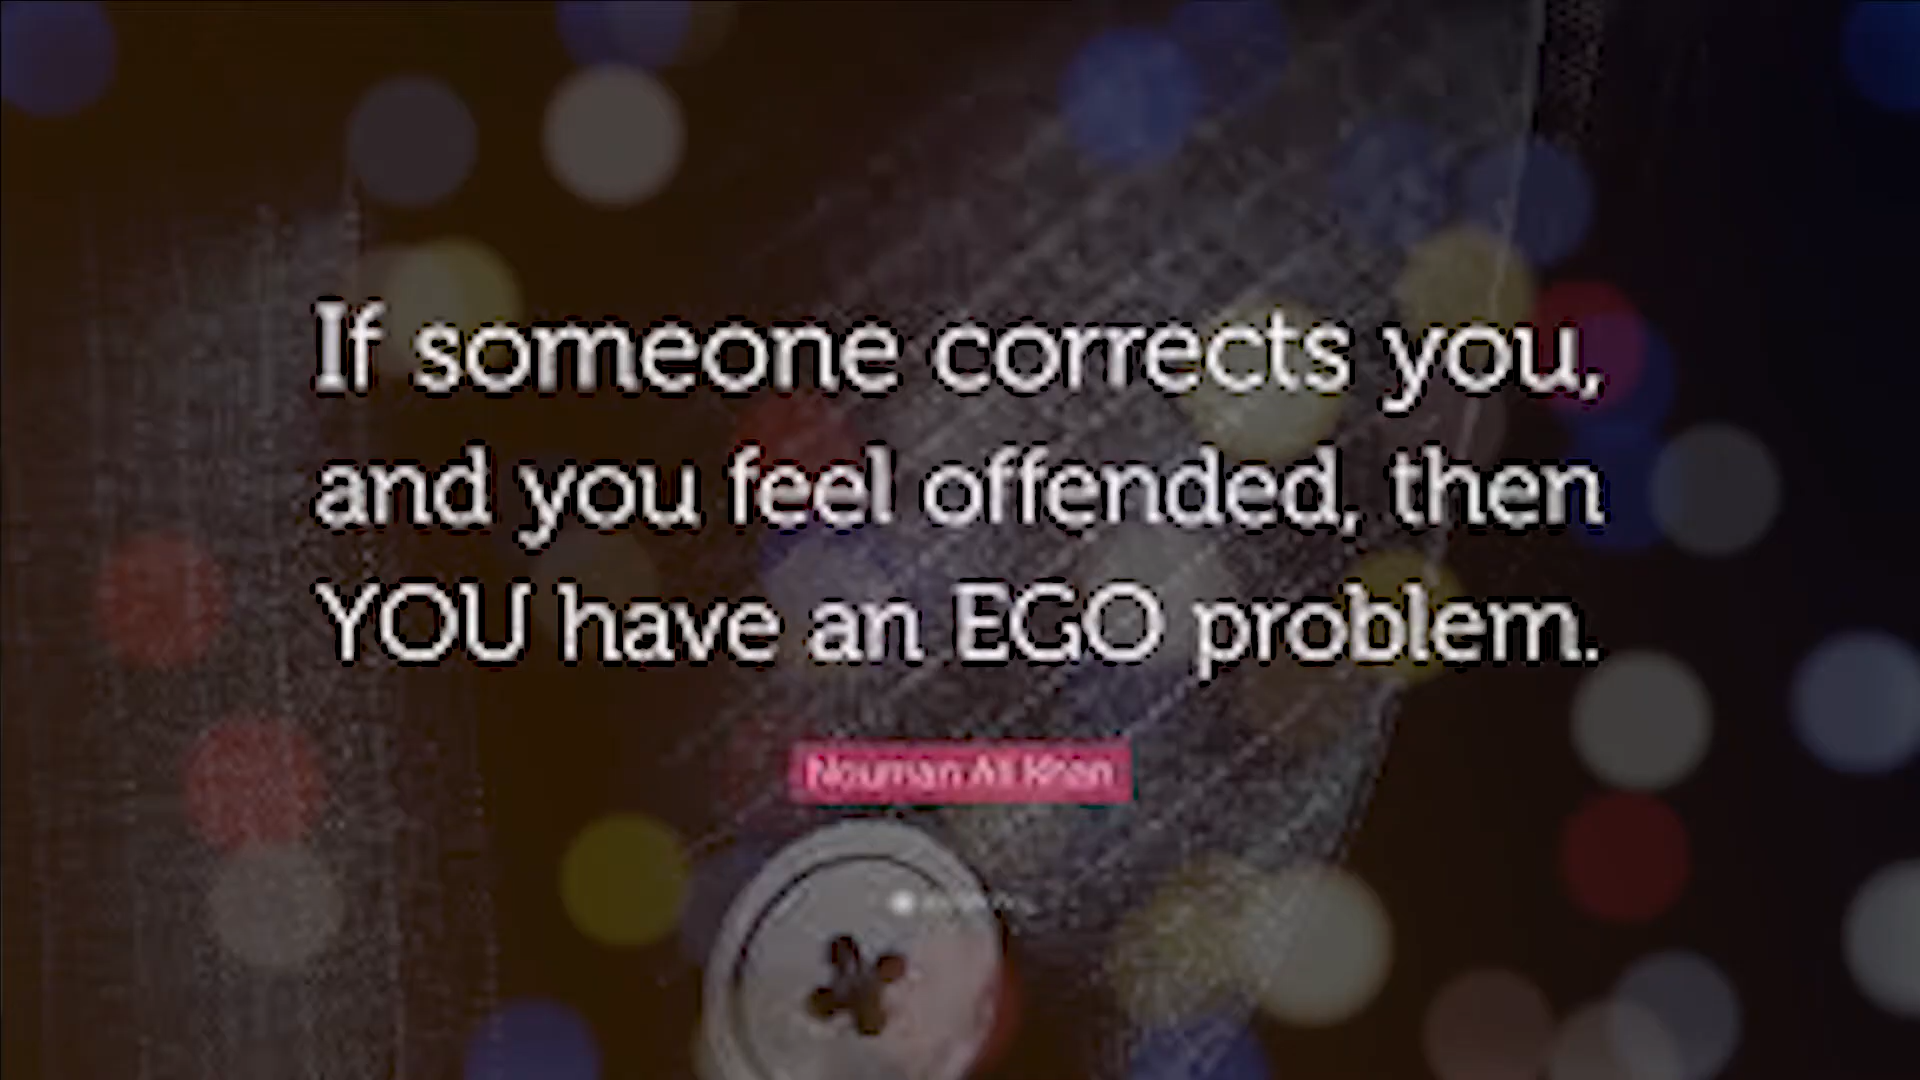 If someone corrects you,
and you feel offended, then
YOU have an EGO problem.
Nouman Ali Khan